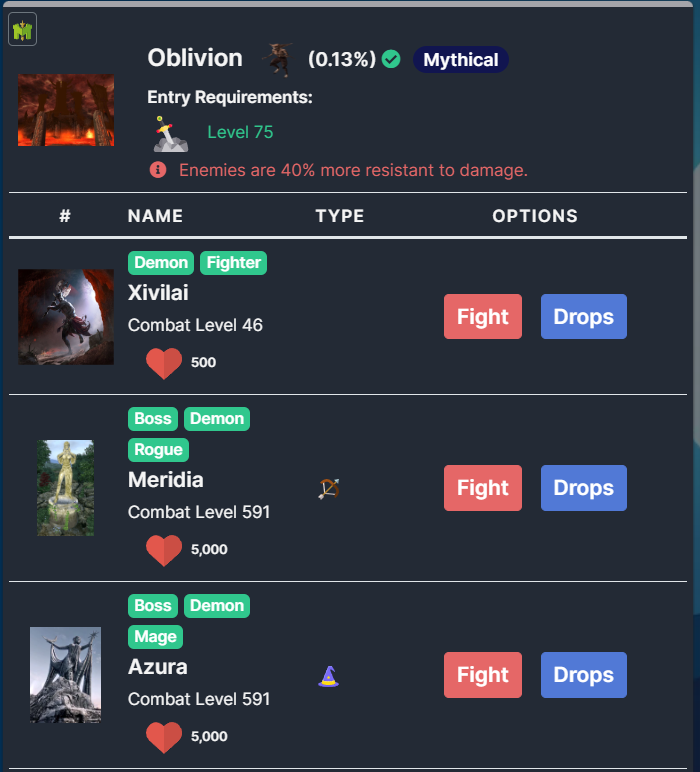 Oblivion (0.13%) Mythical
Entry Requirements:
Level 75
Enemies are 40% more resistant to damage.
# NAME TYPE OPTIONS
Demon Fighter
Xivilai
Combat Level 46
500
Fight Drops
Boss Demon
Rogue
Meridia
Combat Level 591
5,000
Fight Drops
Boss Demon
Mage
Azura
Combat Level 591
5,000
Fight Drops